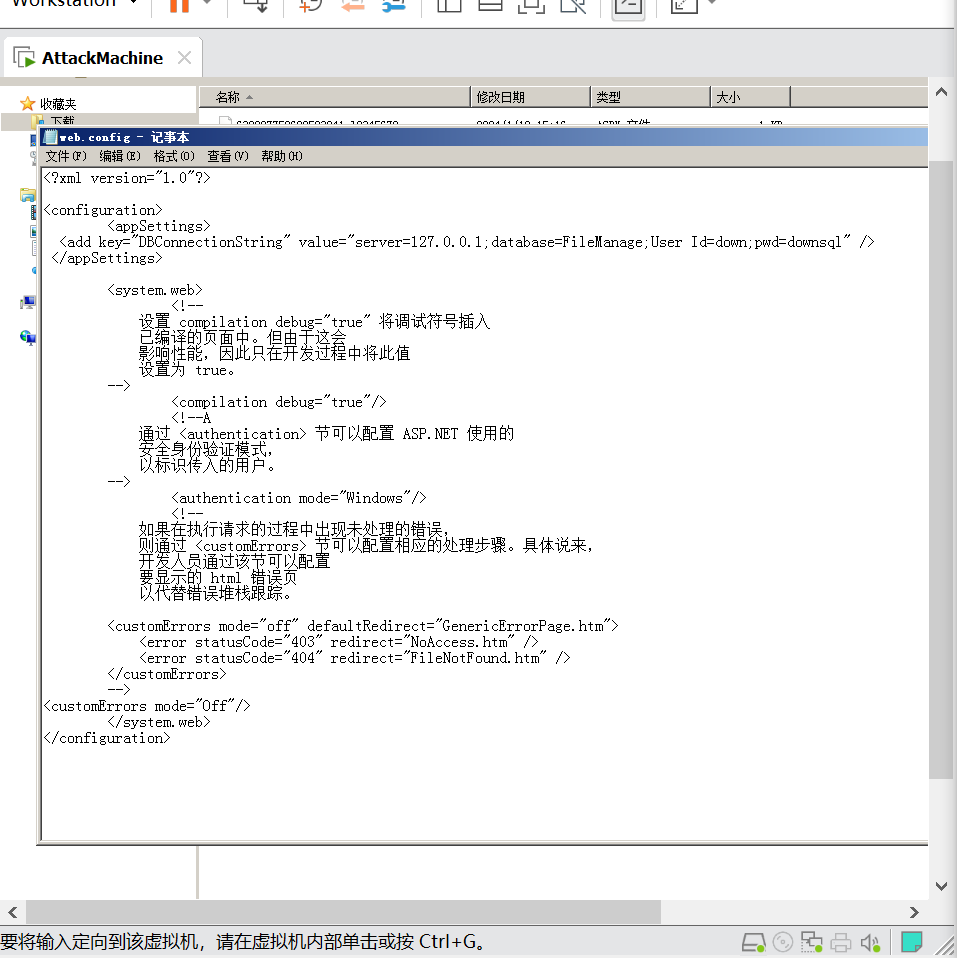 Workstation
AttackMachine
收藏夹
下载
名称
修改日期
类型
大小
web.config - 记事本
文件(F) 编辑(E) 格式(O) 查看(V) 帮助(H)
<?xml version="1.0"?>
<configuration>
<appSettings>
<add key="DBConnectionString" value="server=127.0.0.1;database=FileManage;User Id=down;pwd=downsql" />
</appSettings>
<system.web>
<!--
设置 compilation debug="true" 将调试符号插入
已编译的页面中。但由于这会
影响性能，因此只在开发过程中将此值
设置为 true。
-->
<compilation debug="true"/>
<!--A
通过 <authentication> 节可以配置 ASP.NET 使用的
安全身份验证模式，
以标识传入的用户。
-->
<authentication mode="Windows"/>
<!--
如果在执行请求的过程中出现未处理的错误，
则通过 <customErrors> 节可以配置相应的处理步骤。具体说来，
开发人员通过该节可以配置
要显示的 html 错误页
以代替错误堆栈跟踪。
<customErrors mode="off" defaultRedirect="GenericErrorPage.htm">
<error statusCode="403" redirect="NoAccess.htm" />
<error statusCode="404" redirect="FileNotFound.htm" />
</customErrors>
-->
<customErrors mode="Off"/>
</system.web>
</configuration>
要将输入定向到该虚拟机，请在虚拟机内部单击或按 Ctrl+G。